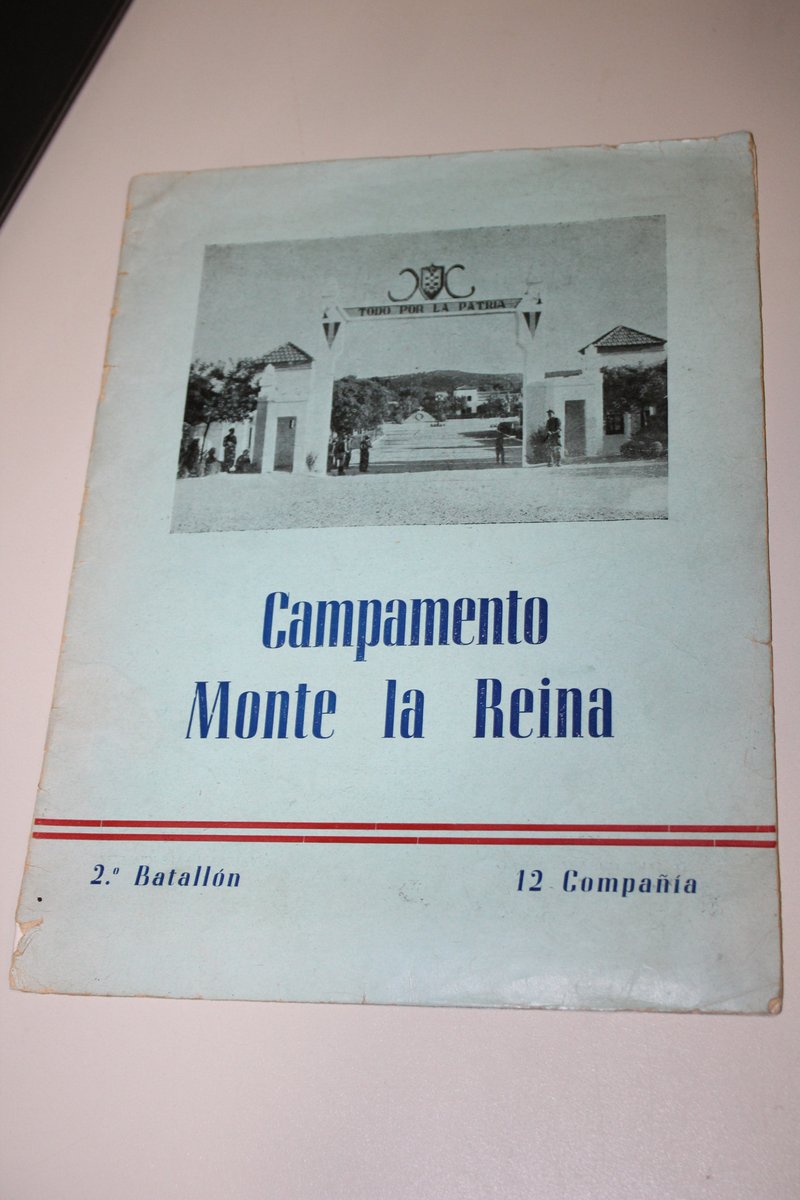 TODO POR LA PATRIA
Campamento
Monte la Reina
2.º Batallón 12 Compañía